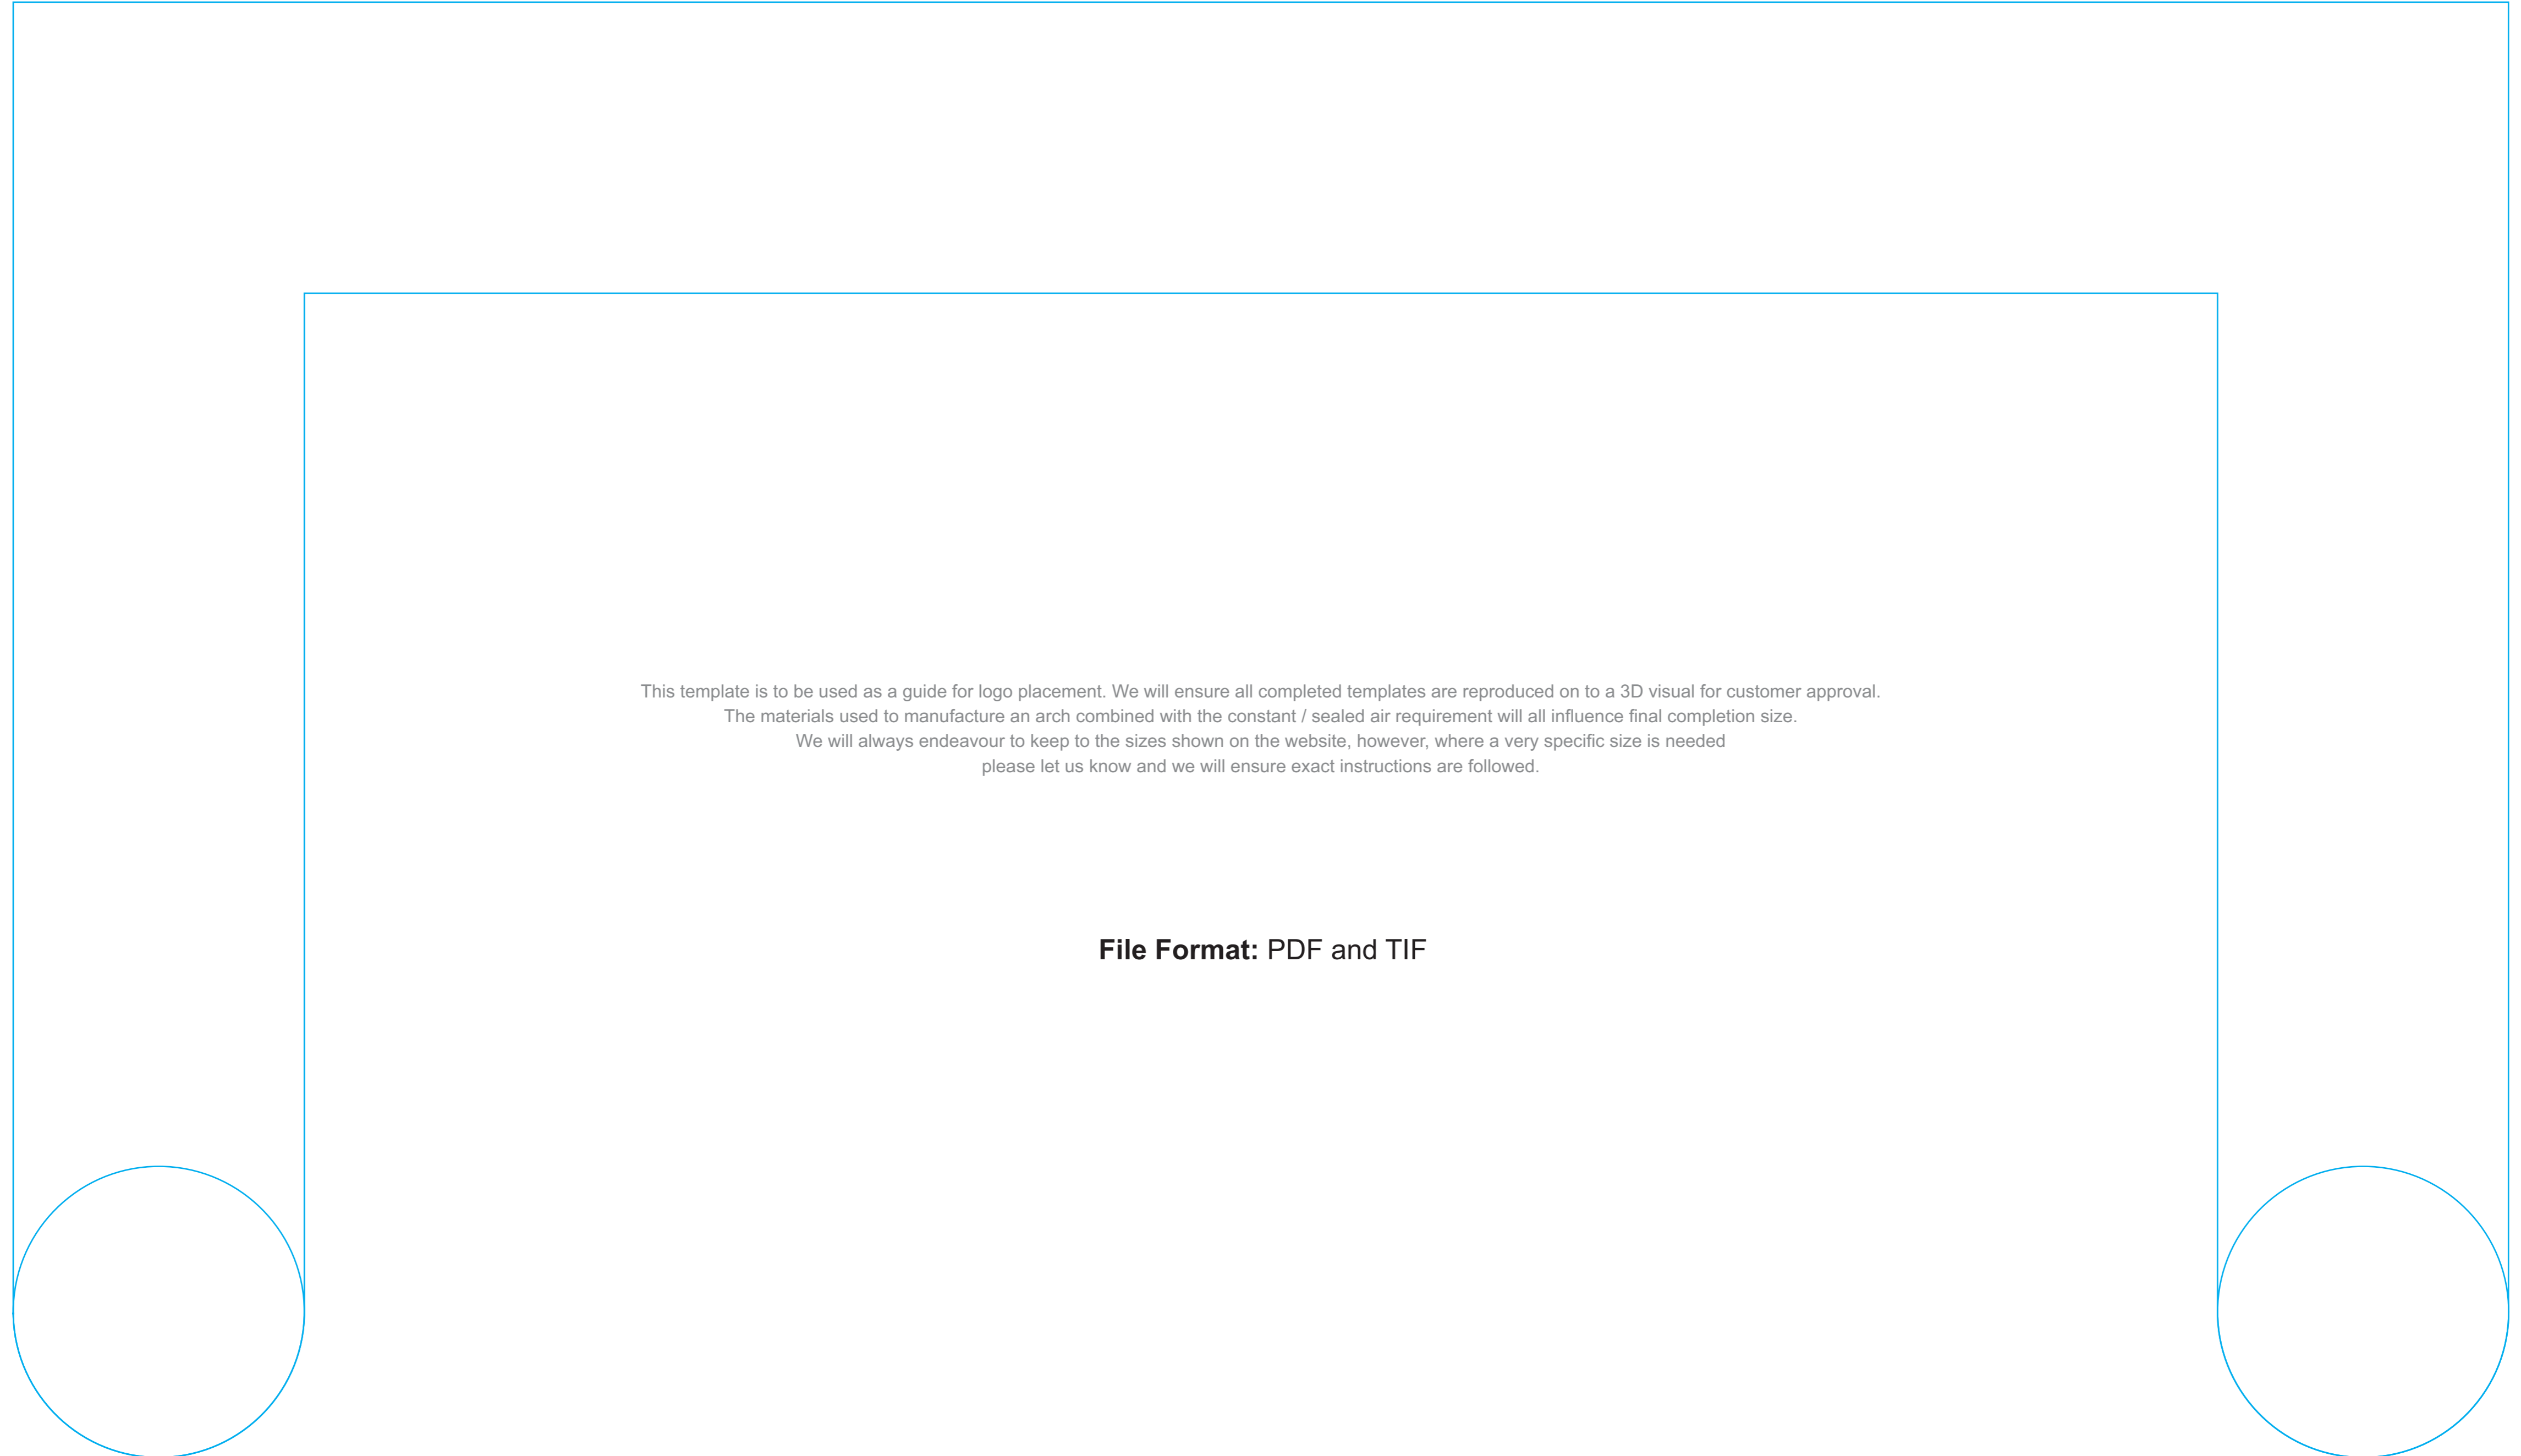 This template is to be used as a guide for logo placement. We will ensure all completed templates are reproduced on to a 3D visual for customer approval.
The materials used to manufacture an arch combined with the constant / sealed air requirement will all influence final completion size.
We will always endeavour to keep to the sizes shown on the website, however, where a very specific size is needed
please let us know and we will ensure exact instructions are followed.
File Format: PDF and TIF